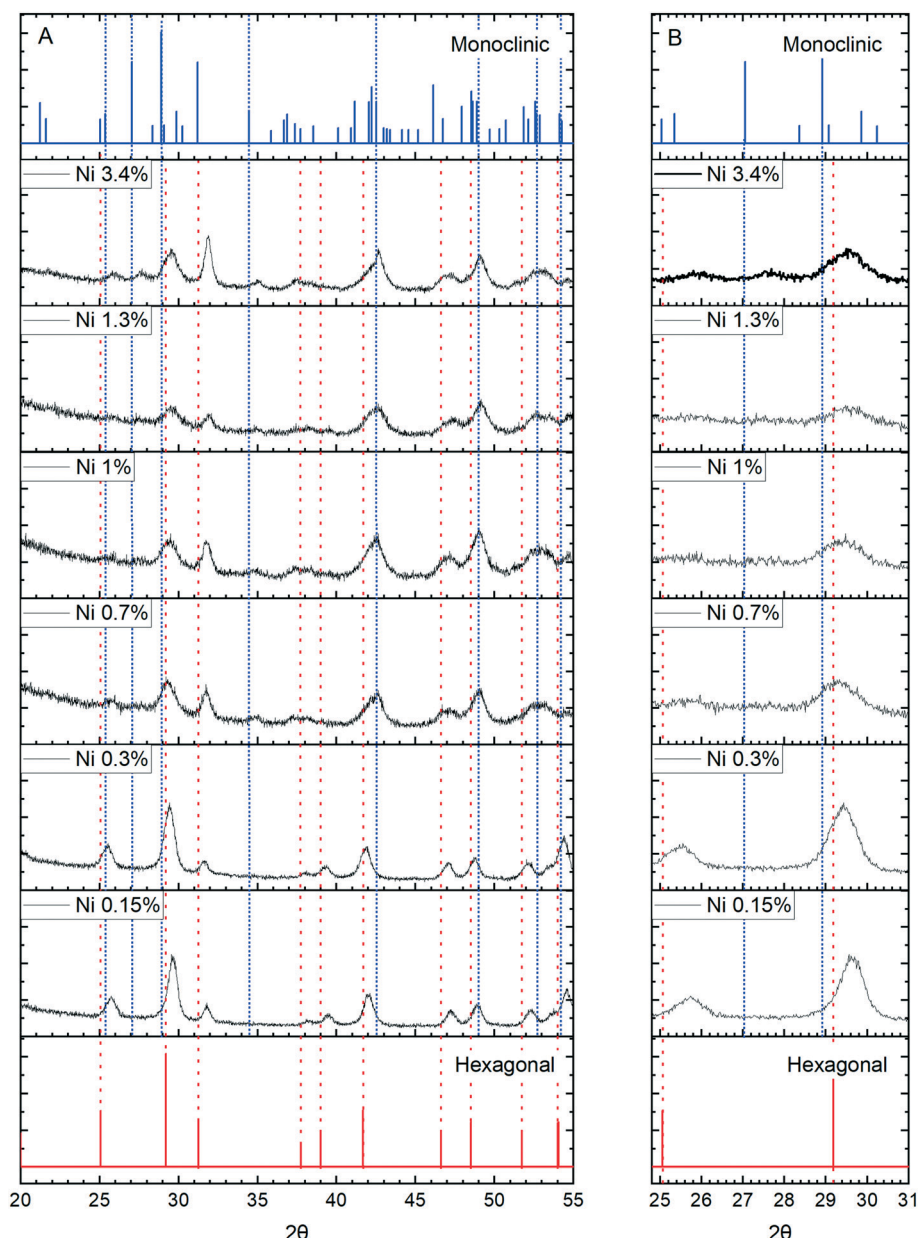 A
Monoclinic
Ni 3.4%
Ni 1.3%
Ni 1%
Ni 0.7%
Ni 0.3%
Ni 0.15%
Hexagonal
20 25 30 35 40 45 50 55
2θ
B
Monoclinic
Ni 3.4%
Ni 1.3%
Ni 1%
Ni 0.7%
Ni 0.3%
Ni 0.15%
Hexagonal
25 26 27 28 29 30 31
2θ